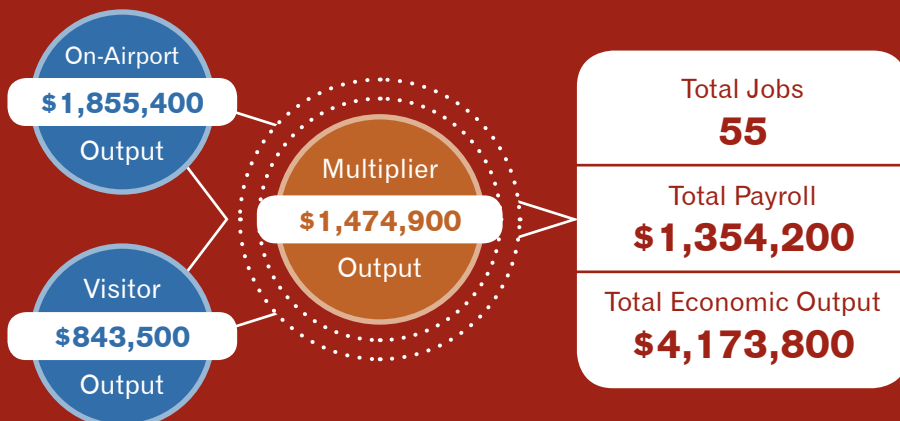 On-Airport
$1,855,400
Output
Visitor
$843,500
Output
Multiplier
$1,474,900
Output
Total Jobs
55
Total Payroll
$1,354,200
Total Economic Output
$4,173,800